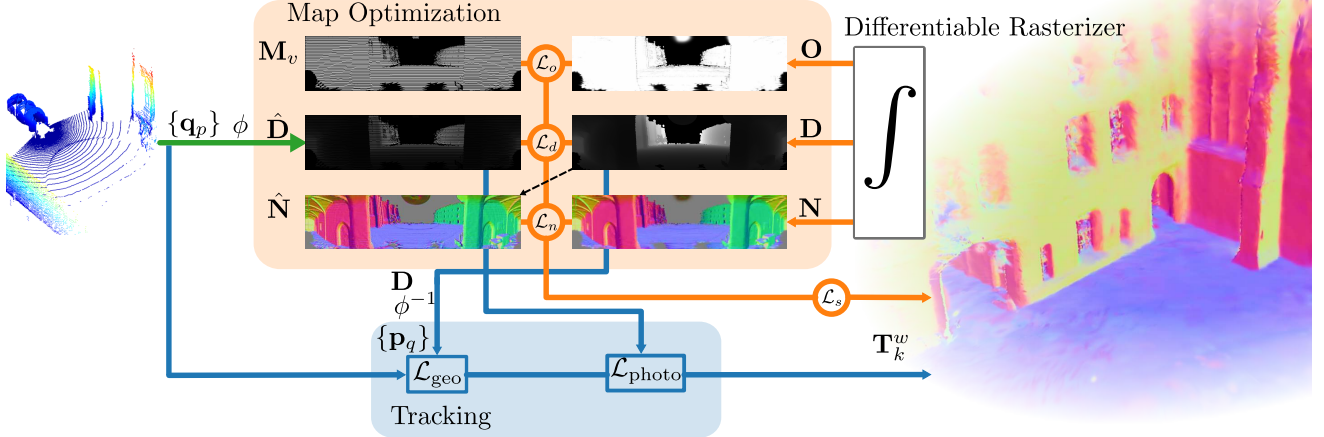 Map Optimization
Differentiable Rasterizer
M_v
ℒ_o
O
{q_p} ϕ
D̂
ℒ_d
D
∫
N̂
ℒ_n
N
D
ϕ⁻¹
ℒ_s
{p_q}
T_k^w
ℒ_geo
ℒ_photo
Tracking